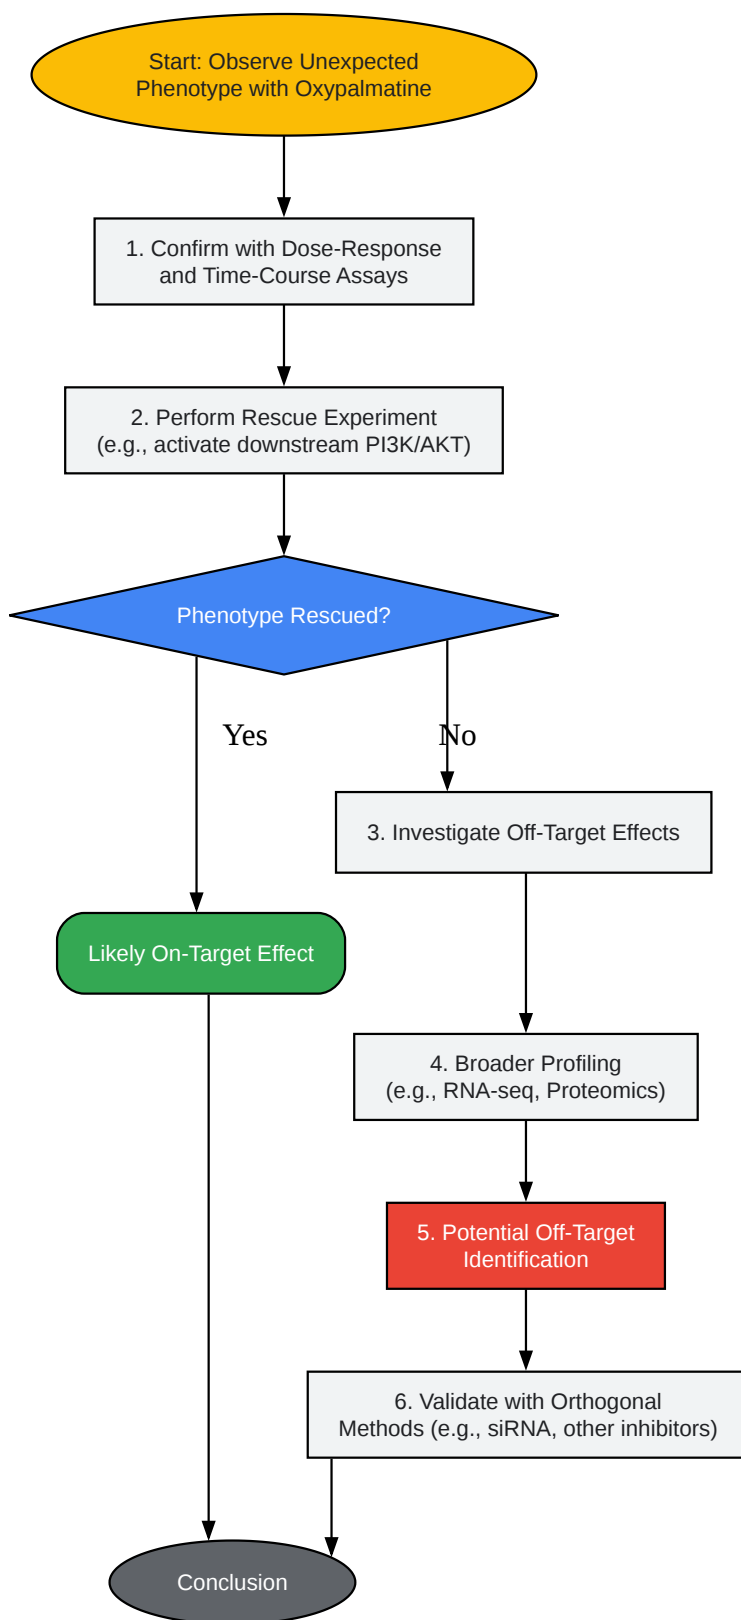 Start: Observe Unexpected
Phenotype with Oxypalmatine
1. Confirm with Dose-Response
and Time-Course Assays
2. Perform Rescue Experiment
(e.g., activate downstream PI3K/AKT)
Phenotype Rescued?
Yes
No
3. Investigate Off-Target Effects
Likely On-Target Effect
4. Broader Profiling
(e.g., RNA-seq, Proteomics)
5. Potential Off-Target
Identification
6. Validate with Orthogonal
Methods (e.g., siRNA, other inhibitors)
Conclusion